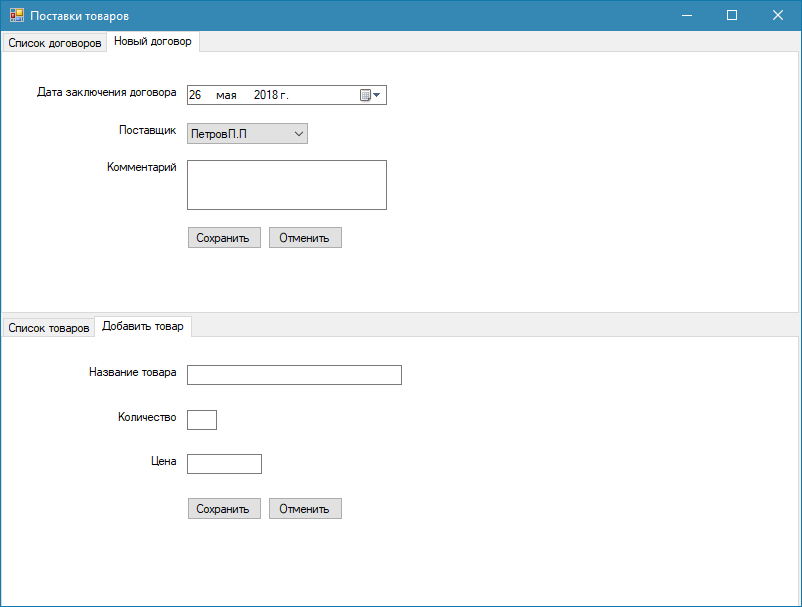 Поставки товаров
Список договоров Новый договор
Дата заключения договора 26 мая 2018 г.
Поставщик ПетровП.П
Комментарий
Сохранить Отменить
Список товаров Добавить товар
Название товара
Количество
Цена
Сохранить Отменить